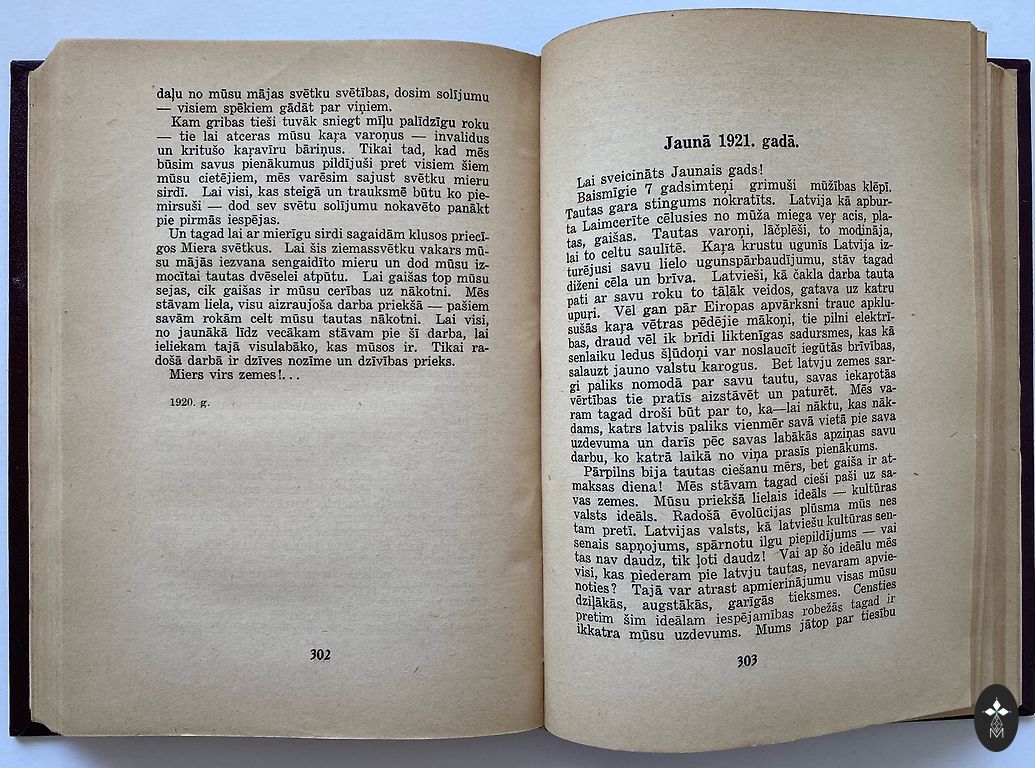 daļu no mūsu mājas svētku svētības, dosim solījumu
— visiem spēkiem gādāt par viņiem.
Kam gribas tieši tuvāk sniegt mīļu palīdzīgu roku
— tie lai atceras mūsu kaŗa varoņus — invalidus
un kritušo kaŗavīru bāriņus. Tikai tad, kad mēs
būsim savus pienākumus pildījuši pret visiem šiem
mūsu cietējiem, mēs varēsim sajust svētku mieru
sirdī. Lai visi, kas steigā un trauksmē būtu ko pie-
mirsuši — dod sev svētu solījumu nokavēto panākt
pie pirmās iespējas.
Un tagad lai ar mierīgu sirdi sagaidām klusos priecī-
gos Miera svētkus. Lai šis ziemassvētku vakars mū-
su mājās iezvana sengaidīto mieru un dod mūsu iz-
mocītai tautas dvēselei atpūtu. Lai gaišas top mūsu
sejas, cik gaišas ir mūsu cerības uz nākotni. Mēs
stāvam liela, visu aizraujoša darba priekšā — pašiem
savām rokām celt mūsu tautas nākotni. Lai visi,
no jaunākā līdz vecākam stāvam pie šī darba, lai
ieliekam tajā visulabāko, kas mūsos ir. Tikai ra-
došā darbā ir dzīves nozīme un dzīvības prieks.
Miers virs zemes!...
1920. g.
302
Jaunā 1921. gadā.
Lai sveicināts Jaunais gads!
Baismīgie 7 gadsimteņi grimuši mūžības klēpī.
Tautas gara stingums nokratīts. Latvija kā apbur-
ta Laimcerīte cēlusies no mūža miega veŗ acis, pla-
tas, gaišas. Tautas varoņi, lāčplēši, to modināja,
lai to celtu saulītē. Kaŗa krustu ugunīs Latvija iz-
turējusi savu lielo ugunspārbaudījumu, stāv tagad
diženi cēla un brīva. Latvieši, kā čakla darba tauta
pati ar savu roku to tālāk veidos, gatava uz katru
upuri. Vēl gan pār Eiropas apvārksni trauc apklu-
sušās kaŗa vētras pēdējie mākoņi, tie pilni elektrī-
bas, draud vēl ik brīdi liktenīgas sadursmes, kas kā
senlaiku ledus šļūdoņi var noslaucīt iegūtās brīvības,
salauzt jauno valstu karogus. Bet latvju zemes sar-
gi paliks nomodā par savu tautu, savas iekaŗotās
vērtības tie pratīs aizstāvēt un paturēt. Mēs va-
ram tagad droši būt par to, ka—lai nāktu, kas nāk-
dams, katrs latvis paliks vienmēr savā vietā pie sava
uzdevuma un darīs pēc savas labākās apziņas savu
darbu, ko katrā laikā no viņa prasīs pienākums.
Pārpilns bija tautas ciešanu mērs, bet gaiša ir at-
maksas diena! Mēs stāvam tagad cieši paši uz sa-
vas zemes. Mūsu priekšā lielais ideāls — kultūras
valsts ideāls. Radošā ēvolūcijas plūsma mūs nes
tam pretī. Latvijas valsts, kā latviešu kultūras sen-
senais sapņojums, spārnotu ilgu piepildījums — vai
tas nav daudz, tik ļoti daudz! Vai ap šo ideālu mēs
visi, kas piederam pie latvju tautas, nevaram apvie-
noties? Tajā var atrast apmierinājumu visas mūsu
dziļākās, augstākās, garīgās tieksmes. Censties
pretim šim ideālam iespējamības robežās tagad ir
ikkatra mūsu uzdevums. Mums jātop par tiesību
303